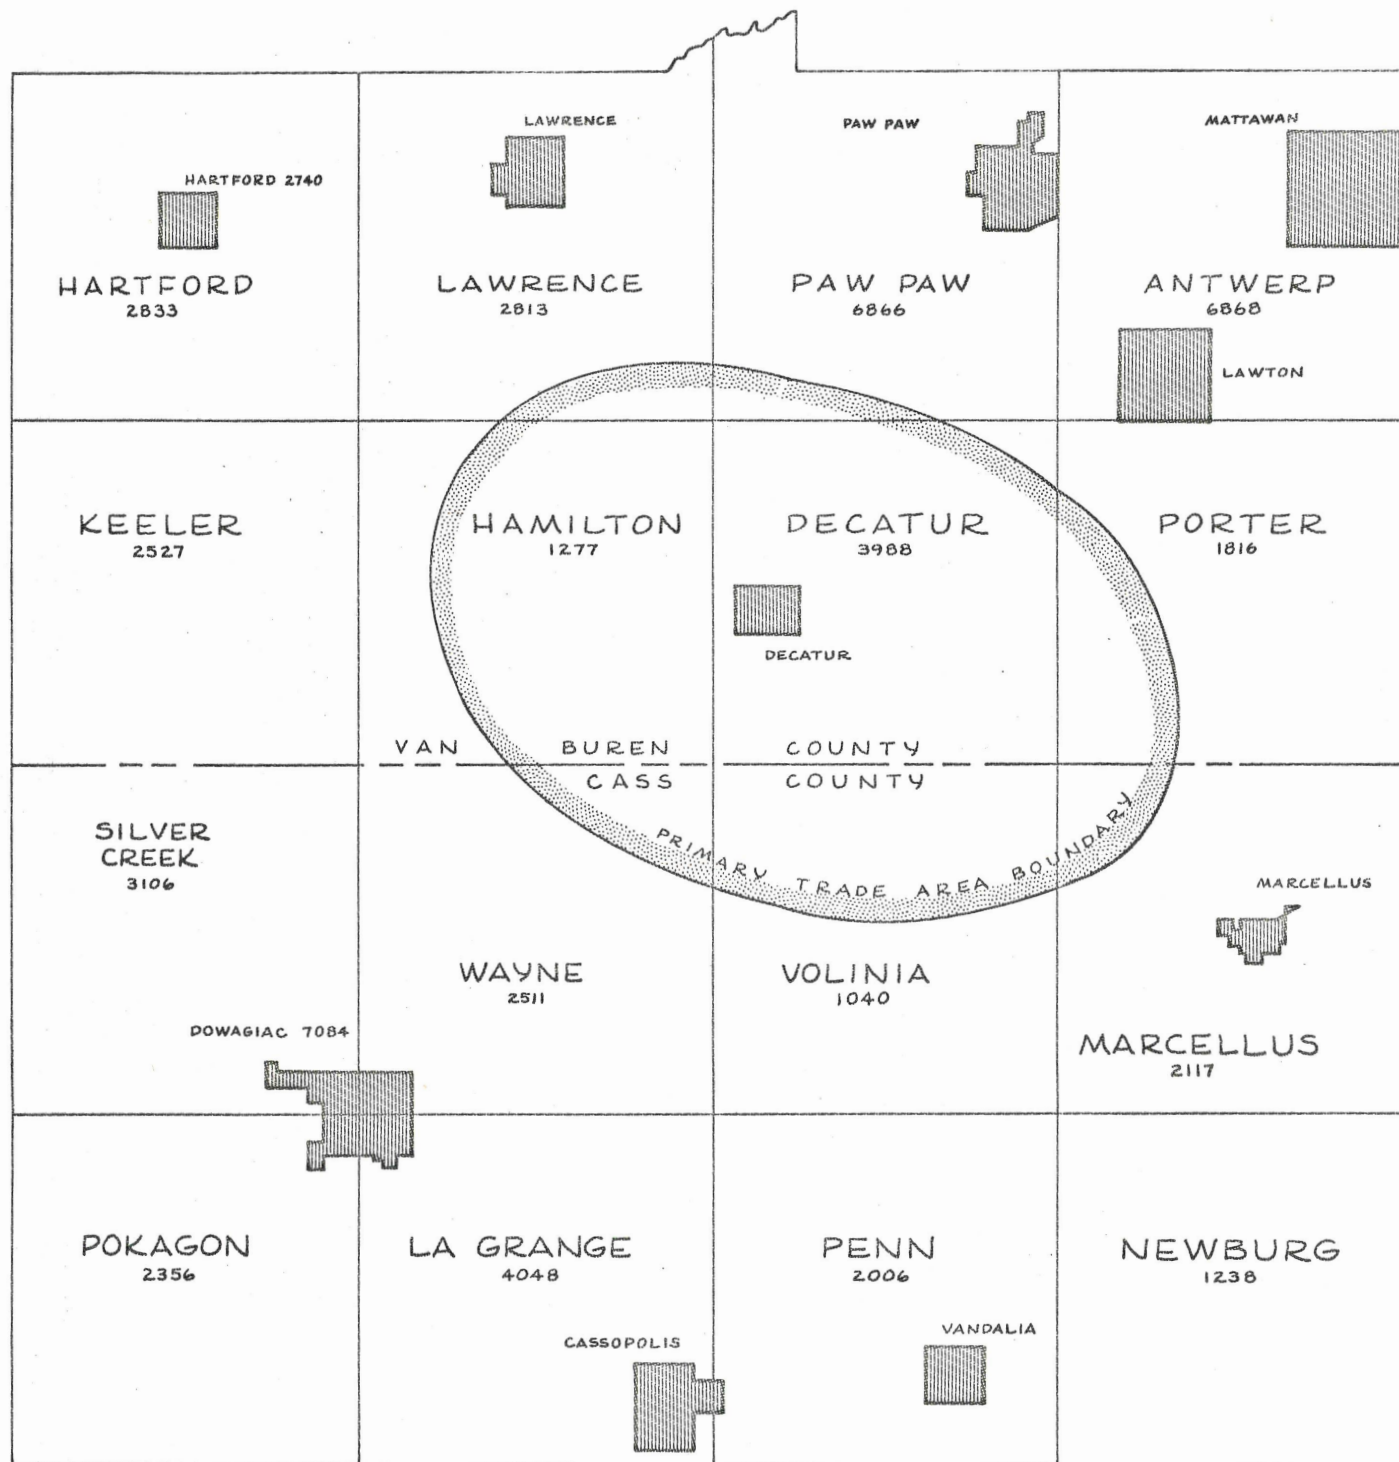 LAWRENCE
PAW PAW
MATTAWAN
HARTFORD 2740
HARTFORD
2833
LAWRENCE
2813
PAW PAW
6866
ANTWERP
6868
LAWTON
KEELER
2527
HAMILTON
1277
DECATUR
3988
PORTER
1816
DECATUR
VAN BUREN COUNTY
CASS COUNTY
PRIMARY TRADE AREA BOUNDARY
SILVER
CREEK
3106
MARCELLUS
WAYNE
2511
VOLINIA
1040
DOWAGIAC 7084
MARCELLUS
2117
POKAGON
2356
LA GRANGE
4048
PENN
2006
NEWBURG
1238
CASSOPOLIS
VANDALIA